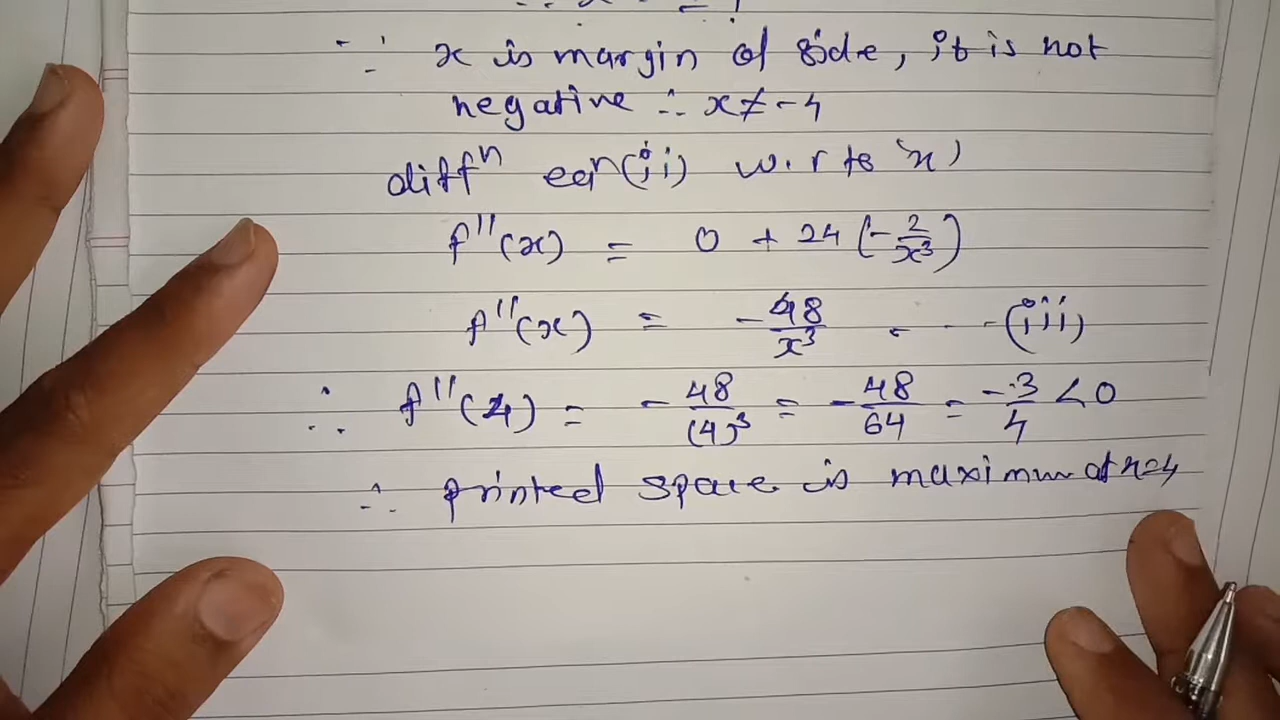 ∴ x is margin of side, it is not
negative ∴ x ≠ -4
diffⁿ eqⁿ (ii) w.r to 'x'
f''(x) = 0 + 24 (-2/x³)
f''(x) = -48/x³ - - (iii)
∴ f''(4) = -48/(4)³ = -48/64 = -3/4 < 0
∴ printed space is maximum at x=4